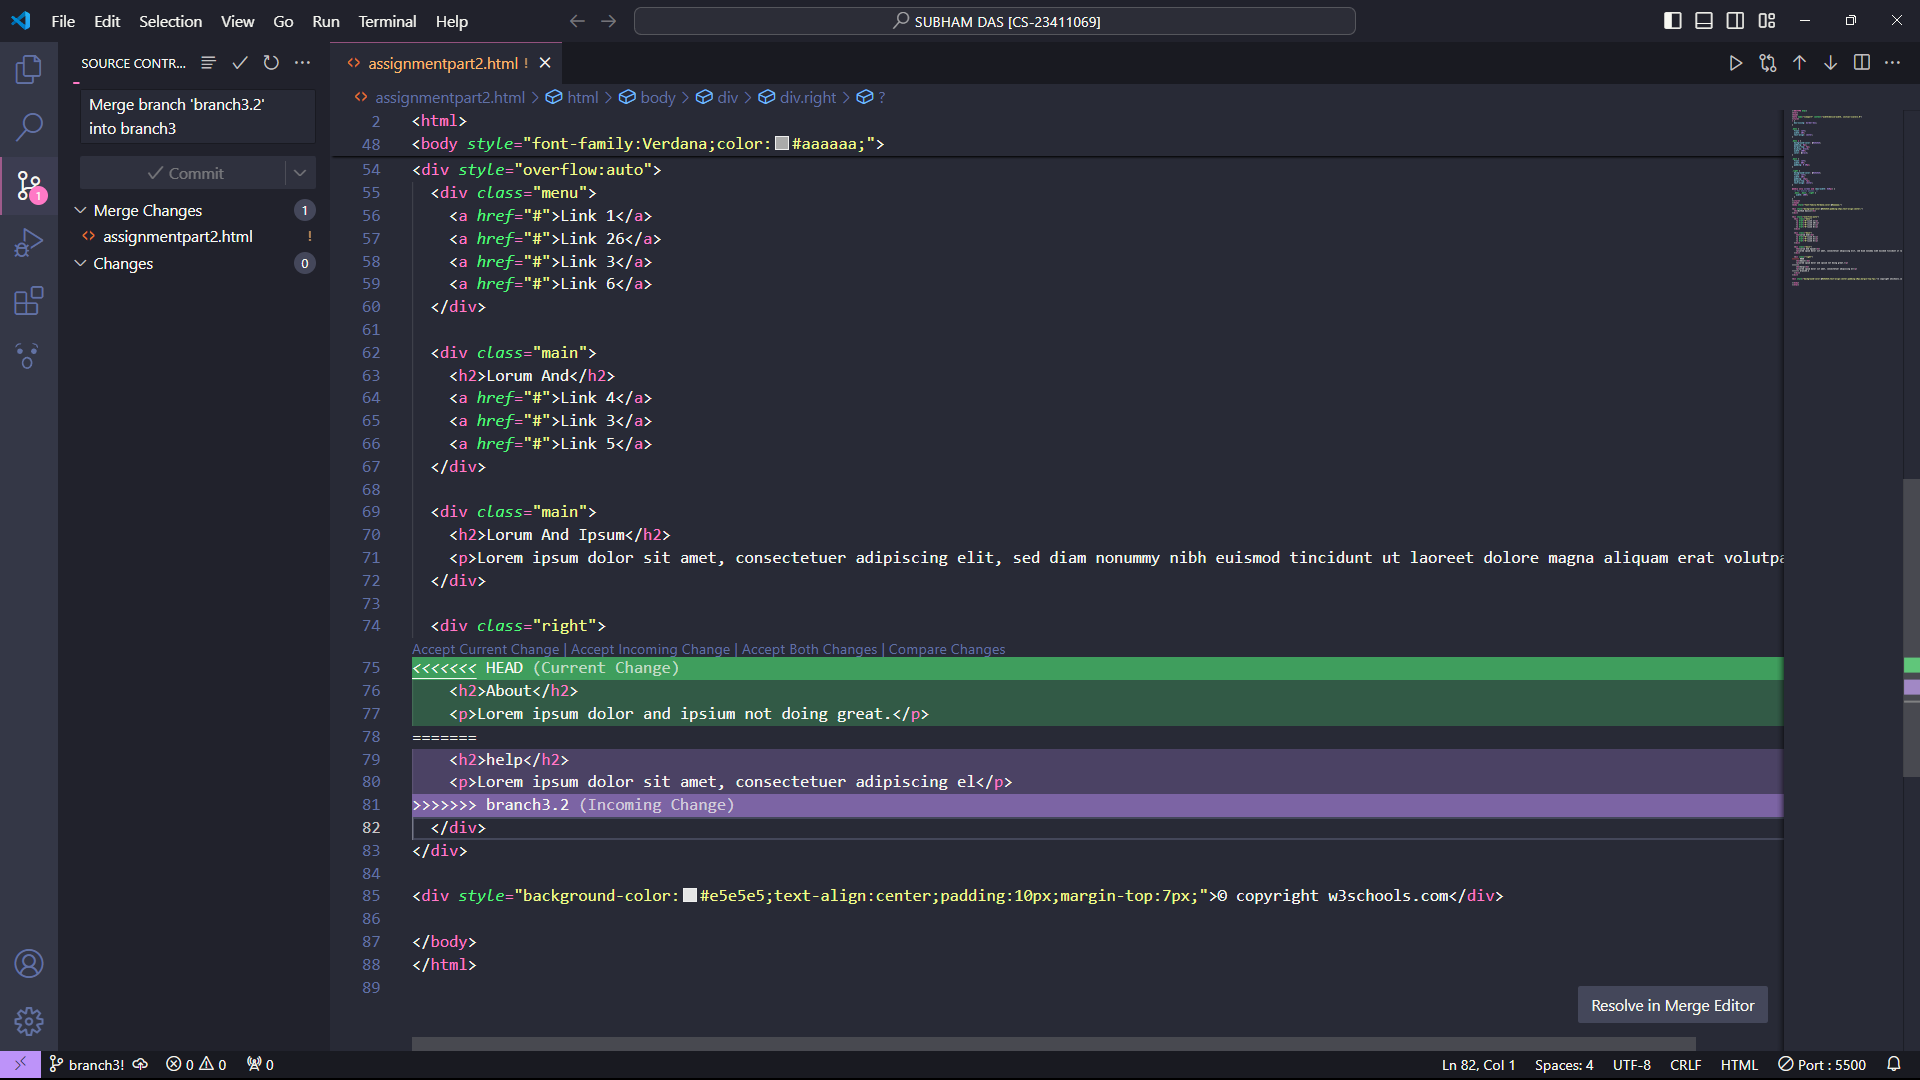 File Edit Selection View Go Run Terminal Help
SUBHAM DAS [CS-23411069]
SOURCE CONTR...
Merge branch 'branch3.2'
into branch3
Commit
Merge Changes 1
assignmentpart2.html !
Changes 0
1
assignmentpart2.html !
assignmentpart2.html > html > body > div > div.right > ?
2 <html>
48 <body style="font-family:Verdana;color:#aaaaaa;">
54 <div style="overflow:auto">
55 <div class="menu">
56 <a href="#">Link 1</a>
57 <a href="#">Link 26</a>
58 <a href="#">Link 3</a>
59 <a href="#">Link 6</a>
60 </div>
61
62 <div class="main">
63 <h2>Lorum And</h2>
64 <a href="#">Link 4</a>
65 <a href="#">Link 3</a>
66 <a href="#">Link 5</a>
67 </div>
68
69 <div class="main">
70 <h2>Lorum And Ipsum</h2>
71 <p>Lorem ipsum dolor sit amet, consectetuer adipiscing elit, sed diam nonummy nibh euismod tincidunt ut laoreet dolore magna aliquam erat volutpa
72 </div>
73
74 <div class="right">
Accept Current Change | Accept Incoming Change | Accept Both Changes | Compare Changes
75 <<<<<<< HEAD (Current Change)
76 <h2>About</h2>
77 <p>Lorem ipsum dolor and ipsium not doing great.</p>
78 =======
79 <h2>help</h2>
80 <p>Lorem ipsum dolor sit amet, consectetuer adipiscing el</p>
81 >>>>>>> branch3.2 (Incoming Change)
82 </div>
83 </div>
84
85 <div style="background-color:#e5e5e5;text-align:center;padding:10px;margin-top:7px;">© copyright w3schools.com</div>
86
87 </body>
88 </html>
89
Resolve in Merge Editor
branch3! 0 0 0
Ln 82, Col 1 Spaces: 4 UTF-8 CRLF HTML Port : 5500